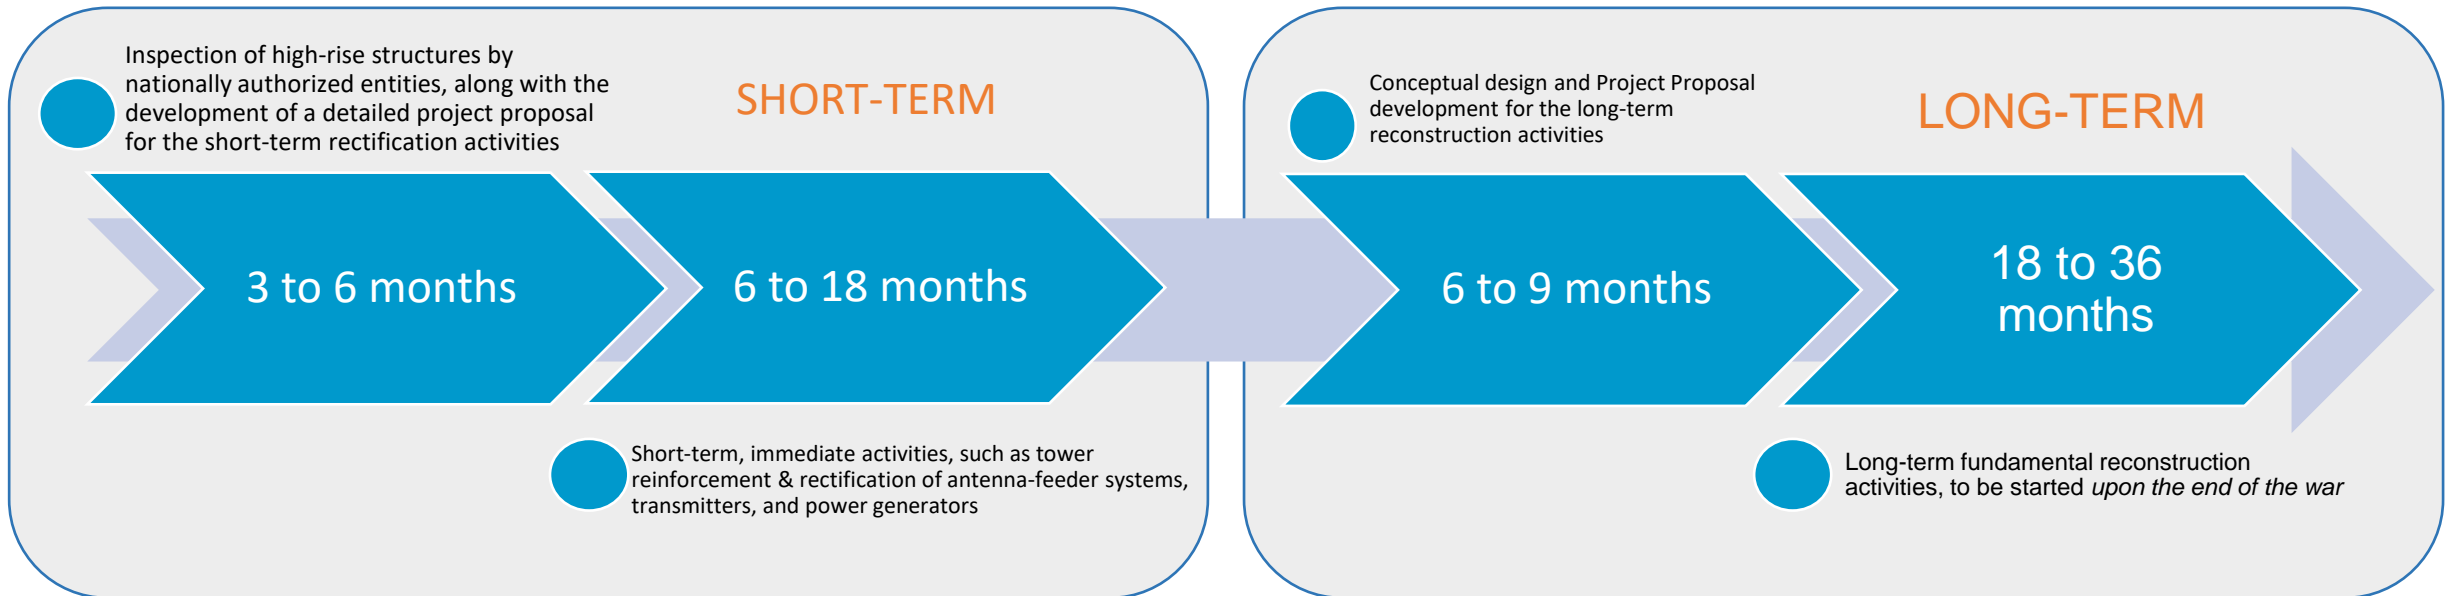 Inspection of high-rise structures by
nationally authorized entities, along with the
development of a detailed project proposal
for the short-term rectification activities
SHORT-TERM
3 to 6 months
6 to 18 months
Short-term, immediate activities, such as tower
reinforcement & rectification of antenna-feeder systems,
transmitters, and power generators
Conceptual design and Project Proposal
development for the long-term
reconstruction activities
LONG-TERM
6 to 9 months
18 to 36
months
Long-term fundamental reconstruction
activities, to be started upon the end of the war